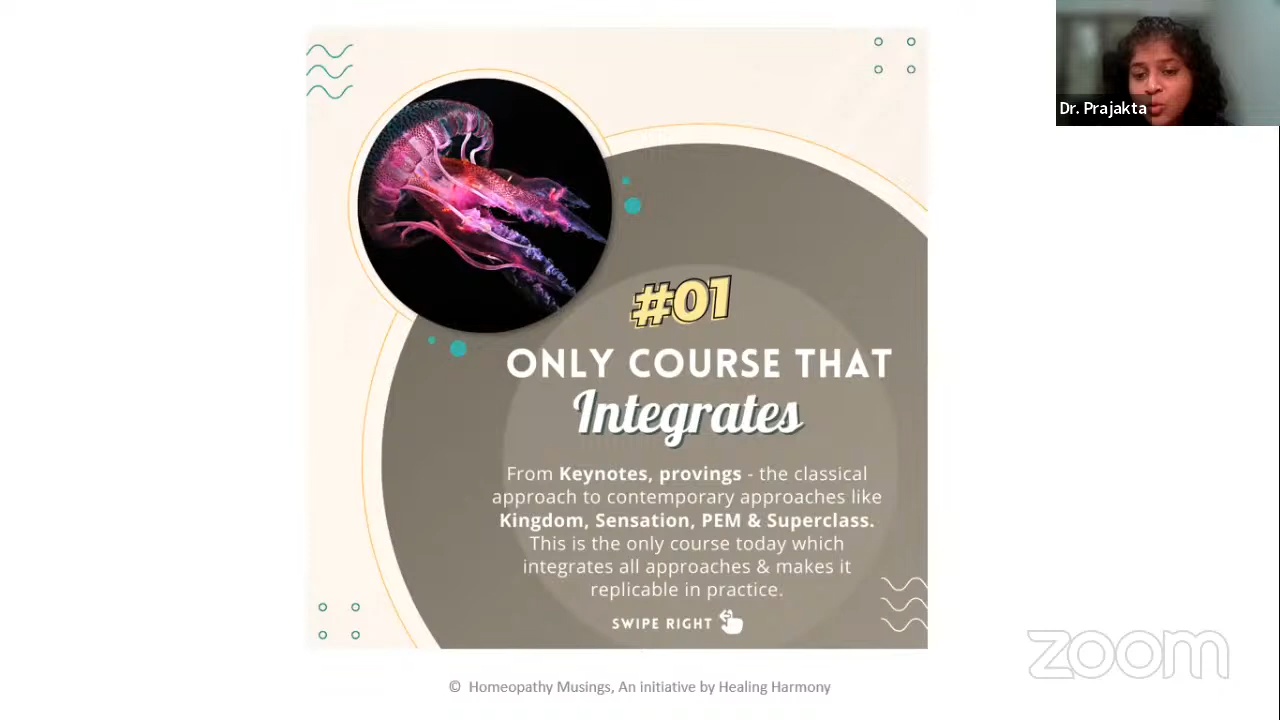 Dr. Prajakta
#01
ONLY COURSE THAT
Integrates
From Keynotes, provings - the classical
approach to contemporary approaches like
Kingdom, Sensation, PEM & Superclass.
This is the only course today which
integrates all approaches & makes it
replicable in practice.
SWIPE RIGHT
zoom
© Homeopathy Musings, An initiative by Healing Harmony